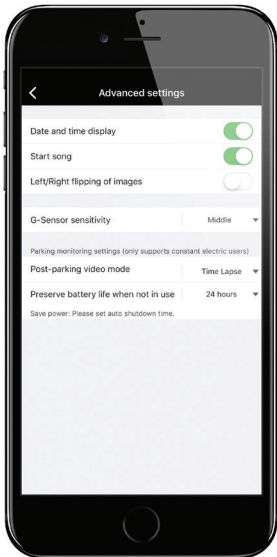 Advanced settings
Date and time display
Start song
Left/Right flipping of images
G-Sensor sensitivity Middle
Parking monitoring settings (only supports constant electric users)
Post-parking video mode Time Lapse
Preserve battery life when not in use 24 hours
Save power: Please set auto shutdown time.